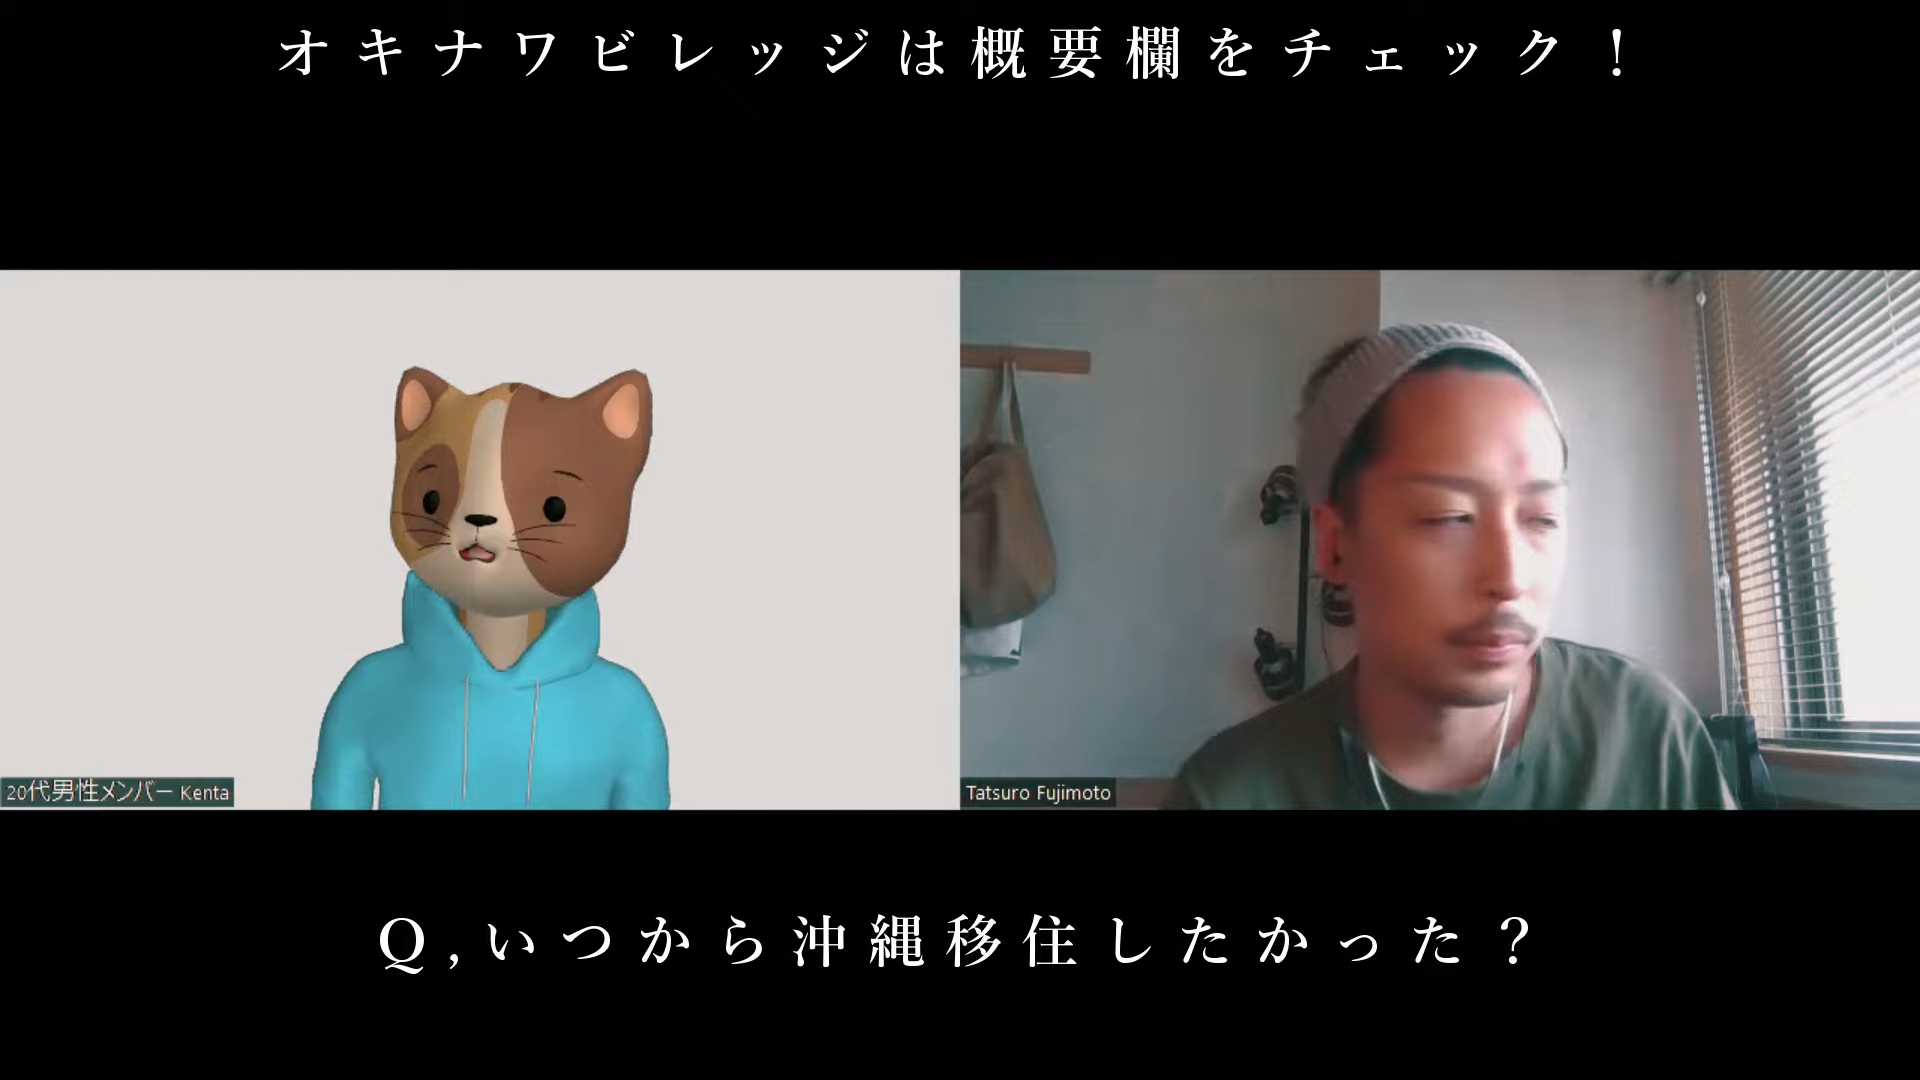 オキナワビレッジは概要欄をチェック！
20代男性メンバー Kenta
Tatsuro Fujimoto
Q,いつから沖縄移住したかった？